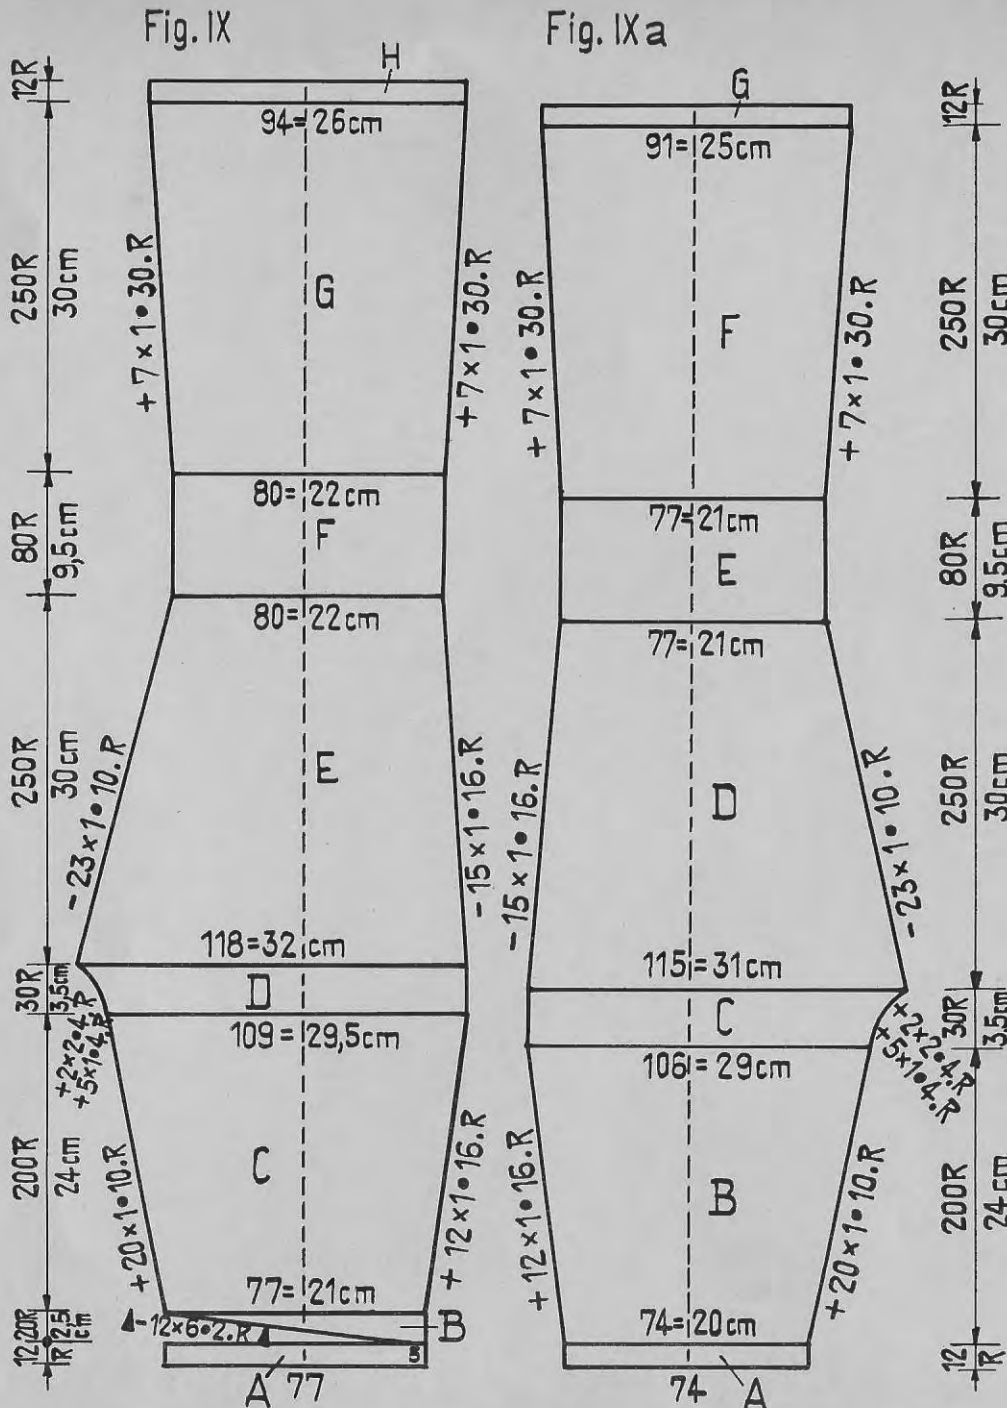 Fig. IX
H
12R
94=26cm
250R
30cm
+7×1•30.R
G
+7×1•30.R
80=22cm
80R
9,5cm
F
80=22cm
250R
30cm
-23×1•10.R
E
-15×1•16.R
118=32cm
30R
3,5cm
D
109=29,5cm
+2×2•4.R
+5×1•4.R
200R
24cm
+20×1•10.R
C
+12×1•16.R
77=21cm
20R
2,5
cm
-12×6•2.R
B
12
R
5
A
77
Fig. IXa
G
12R
91=25cm
+7×1•30.R
F
+7×1•30.R
250R
30cm
77=21cm
E
80R
9.5cm
77=21cm
-15×1•16.R
D
-23×1•10.R
250R
30cm
115=31cm
C
30R
3.5cm
106=29cm
+2×2•4.R
+5×1•4.R
+12×1•16.R
B
+20×1•10.R
200R
24cm
74=20cm
12
R
74
A